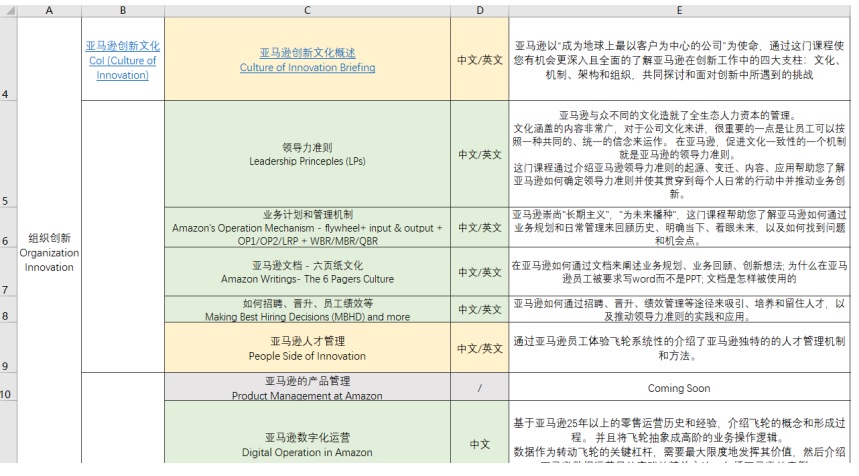 A B C D E
4
组织创新
Organization
Innovation
亚马逊创新文化
CoI (Culture of
Innovation)
亚马逊创新文化概述
Culture of Innovation Briefing
中文/英文
亚马逊以“成为地球上最以客户为中心的公司”为使命，通过这门课程使
您有机会更深入且全面的了解亚马逊在创新工作中的四大支柱：文化、
机制、架构和组织，共同探讨和面对创新中所遇到的挑战
5
领导力准则
Leadership Princeples (LPs)
中文/英文
亚马逊与众不同的文化造就了全生态人力资本的管理。
文化涵盖的内容非常广，对于公司文化来讲，很重要的一点是让员工可以按
照一种共同的、统一的信念来运作。在亚马逊，促进文化一致性的一个机制
就是亚马逊的领导力准则。
这门课程通过介绍亚马逊领导力准则的起源、变迁、内容、应用帮助您了解
亚马逊如何确定领导力准则并使其贯穿到每个人日常的行动中并推动业务创
新。
6
业务计划和管理机制
Amazon's Operation Mechanism - flywheel+ input & output +
OP1/OP2/LRP + WBR/MBR/QBR
中文/英文
亚马逊崇尚“长期主义”，“为未来播种”，这门课程帮助您了解亚马逊如何通过
业务规划和日常管理来回顾历史、明确当下、着眼未来，以及如何找到问题
和机会点。
7
亚马逊文档 - 六页纸文化
Amazon Writings- The 6 Pagers Culture
中文/英文
在亚马逊如何通过文档来阐述业务规划、业务回顾、创新想法; 为什么在亚马
逊员工被要求写word而不是PPT; 文档是怎样被使用的
8
如何招聘、晋升、员工绩效等
Making Best Hiring Decisions (MBHD) and more
中文/英文
亚马逊如何通过招聘、晋升、绩效管理等途径来吸引、培养和留住人才，以
及推动领导力准则的实践和应用。
9
亚马逊人才管理
People Side of Innovation
中文/英文
通过亚马逊员工体验飞轮系统性的介绍了亚马逊独特的的人才管理机制
和方法。
10
亚马逊的产品管理
Product Management at Amazon
/
Coming Soon
亚马逊数字化运营
Digital Operation in Amazon
中文
基于亚马逊25年以上的零售运营历史和经验，介绍飞轮的概念和形成过
程。 并且将飞轮抽象成高阶的业务操作逻辑。
数据作为转动飞轮的关键杠杆，需要最大限度地发挥其价值，然后介绍